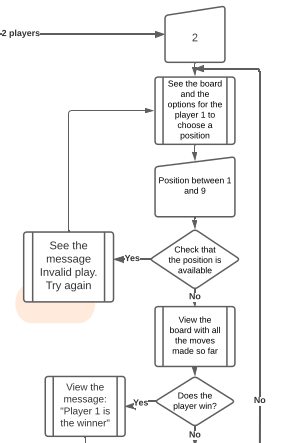 2 players
2
See the board
and the
options for the
player 1 to
choose a
position
Position between 1
and 9
Check that
the position is
available
Yes
See the
message
Invalid play.
Try again
No
View the
board with all
the moves
made so far
Does the
player win?
Yes
View the
message:
"Player 1 is
the winner"
No
No